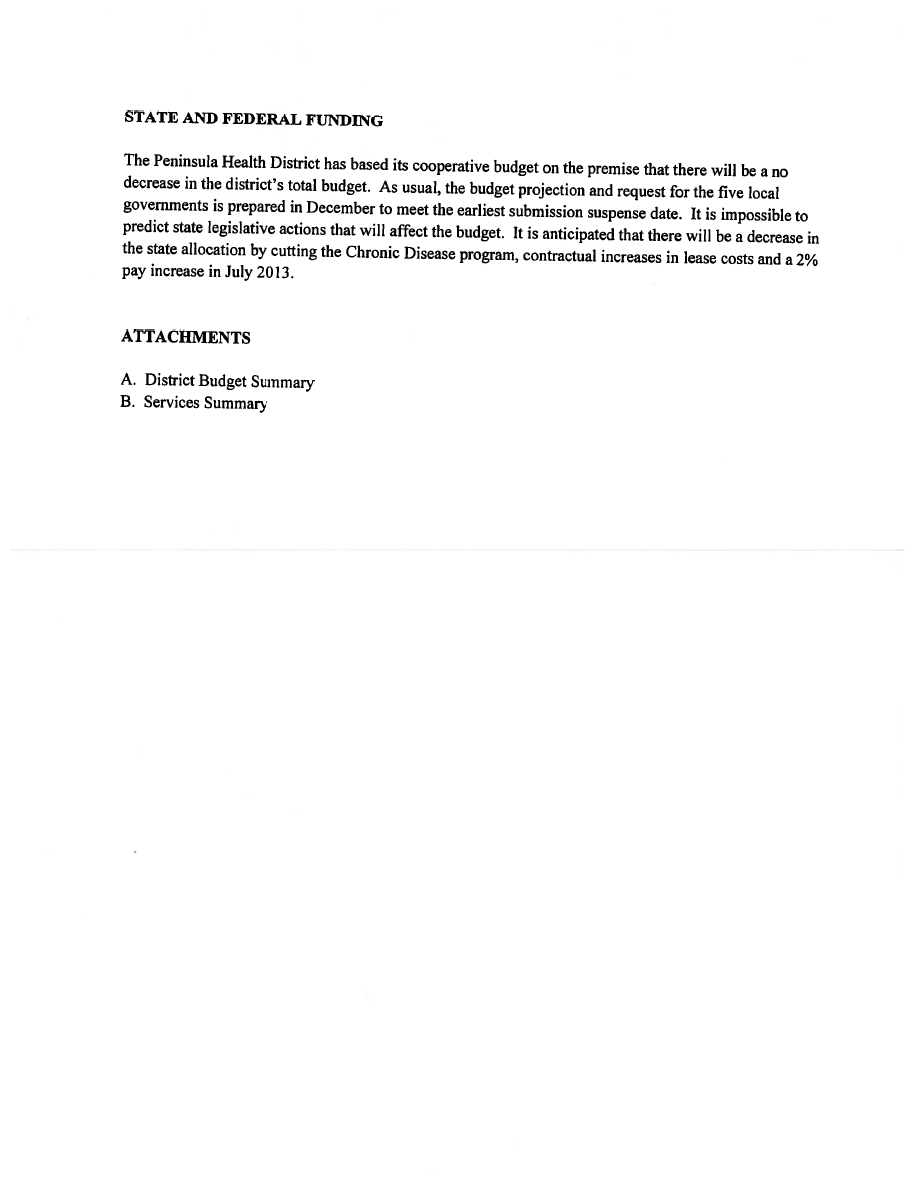 STATE AND FEDERAL FUNDING
The Peninsula Health District has based its cooperative budget on the premise that there will be a no
decrease in the district's total budget. As usual, the budget projection and request for the five local
governments is prepared in December to meet the earliest submission suspense date. It is impossible to
predict state legislative actions that will affect the budget. It is anticipated that there will be a decrease in
the state allocation by cutting the Chronic Disease program, contractual increases in lease costs and a 2%
pay increase in July 2013.
ATTACHMENTS
A. District Budget Summary
B. Services Summary